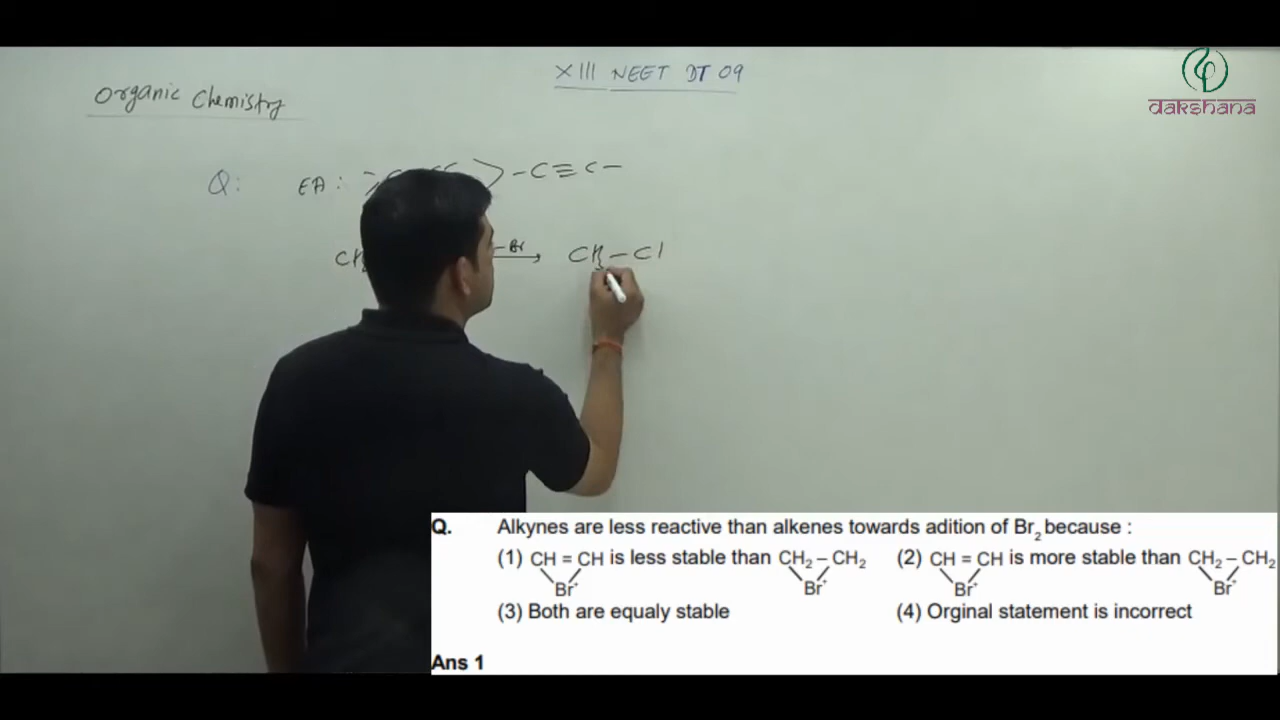 XIII NEET DT 09
dakshana
Organic Chemistry
Q: EA: -C≡C-
CH -Br → CH3-Cl
Q. Alkynes are less reactive than alkenes towards adition of Br2 because :
(1) CH = CH is less stable than CH2 – CH2 (2) CH = CH is more stable than CH2 – CH2
Br+ Br+ Br+ Br+
(3) Both are equaly stable (4) Orginal statement is incorrect
Ans 1